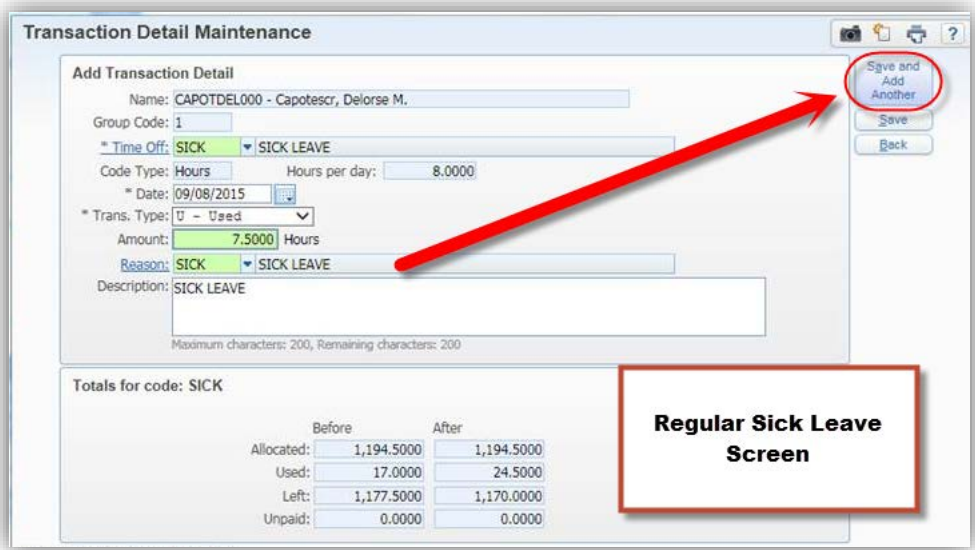 Transaction Detail Maintenance
?
Add Transaction Detail
Name: CAPOTDEL000 - Capotescr, Delorse M.
Group Code: 1
* Time Off: SICK SICK LEAVE
Code Type: Hours Hours per day: 8.0000
* Date: 09/08/2015
* Trans. Type: U - Used
Amount: 7.5000 Hours
Reason: SICK SICK LEAVE
Description: SICK LEAVE
Maximum characters: 200, Remaining characters: 200
Save and
Add
Another
Save
Back
Totals for code: SICK
Before After
Allocated: 1,194.5000 1,194.5000
Used: 17.0000 24.5000
Left: 1,177.5000 1,170.0000
Unpaid: 0.0000 0.0000
Regular Sick Leave
Screen